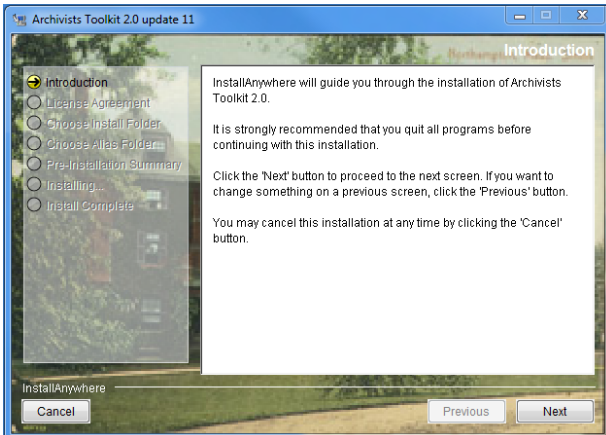 Archivists Toolkit 2.0 update 11
Introduction
Introduction
License Agreement
Choose Install Folder
Choose Alias Folder...
Pre-Installation Summary
Installing...
Install Complete
InstallAnywhere will guide you through the installation of Archivists
Toolkit 2.0.
It is strongly recommended that you quit all programs before
continuing with this installation.
Click the 'Next' button to proceed to the next screen. If you want to
change something on a previous screen, click the 'Previous' button.
You may cancel this installation at any time by clicking the 'Cancel'
button.
InstallAnywhere
Cancel
Previous
Next